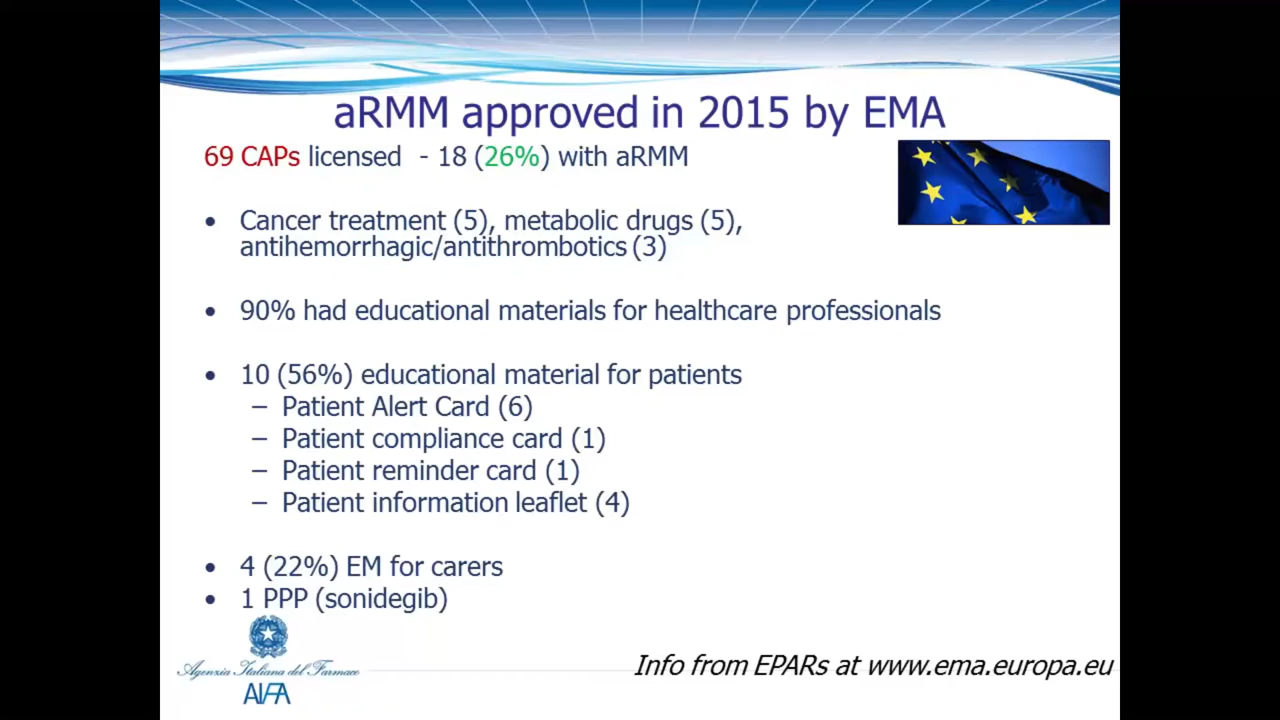 aRMM approved in 2015 by EMA
69 CAPs licensed - 18 (26%) with aRMM
• Cancer treatment (5), metabolic drugs (5),
antihemorrhagic/antithrombotics (3)
• 90% had educational materials for healthcare professionals
• 10 (56%) educational material for patients
– Patient Alert Card (6)
– Patient compliance card (1)
– Patient reminder card (1)
– Patient information leaflet (4)
• 4 (22%) EM for carers
• 1 PPP (sonidegib)
Agenzia Italiana del Farmaco
AIFA
Info from EPARs at www.ema.europa.eu